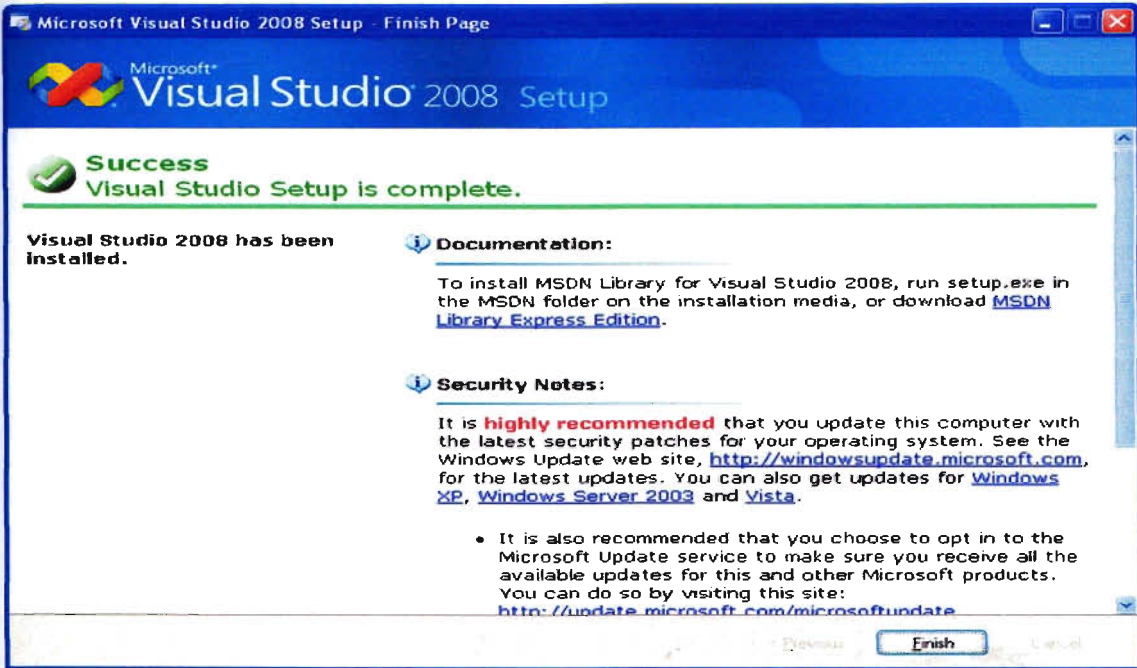 Microsoft Visual Studio 2008 Setup - Finish Page
Microsoft®
Visual Studio 2008 Setup
Success
Visual Studio Setup is complete.
Visual Studio 2008 has been
installed.
Documentation:
To install MSDN Library for Visual Studio 2008, run setup.exe in
the MSDN folder on the installation media, or download MSDN
Library Express Edition.
Security Notes:
It is highly recommended that you update this computer with
the latest security patches for your operating system. See the
Windows Update web site, http://windowsupdate.microsoft.com,
for the latest updates. You can also get updates for Windows
XP, Windows Server 2003 and Vista.
• It is also recommended that you choose to opt in to the
Microsoft Update service to make sure you receive all the
available updates for this and other Microsoft products.
You can do so by visiting this site:
http://update.microsoft.com/microsoftupdate
Previous Finish Cancel